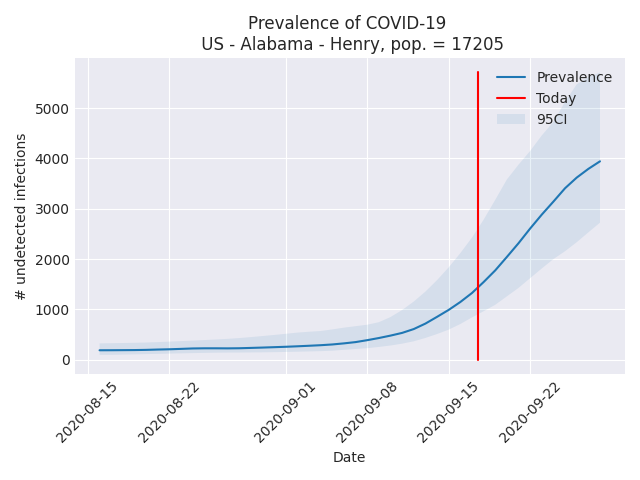 Prevalence of COVID-19
US - Alabama - Henry, pop. = 17205
Prevalence
Today
95CI
# undetected infections
5000
4000
3000
2000
1000
0
2020-08-15
2020-08-22
2020-09-01
2020-09-08
2020-09-15
2020-09-22
Date